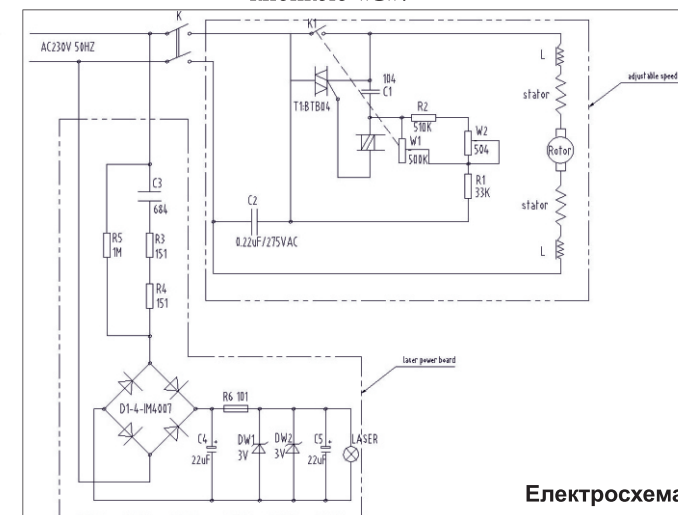 K
K1
AC230V 50HZ
L
104
C1
stator
adjustable speed
T1:BTB04
R2
510K
W1
500K
W2
504
Rotor
R1
33K
C3
684
C2
0.22uF/275VAC
stator
R5
1M
R3
151
L
R4
151
laser power board
D1-4-IM4007
R6 101
C4
22uF
+
DW1
3V
DW2
3V
C5
22uF
+
LASER
Електросхема